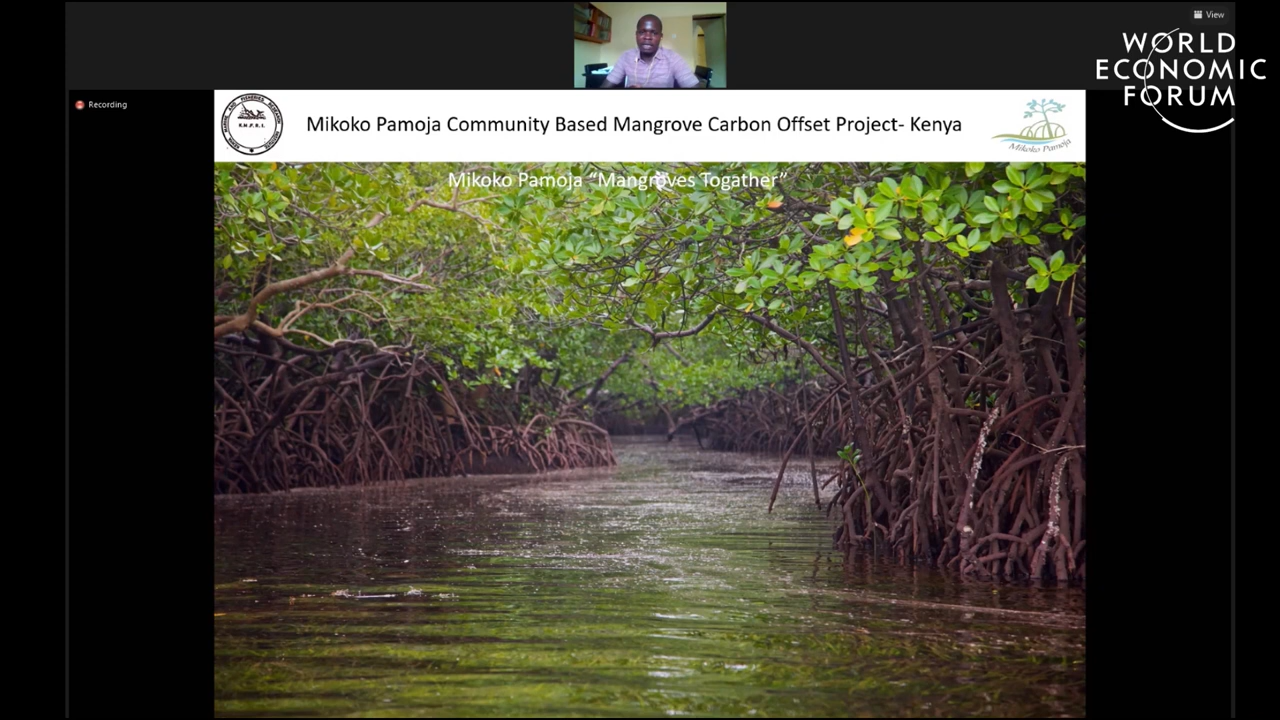 View
WORLD
ECONOMIC
FORUM
Recording
K.M.F.R.I.
Mikoko Pamoja Community Based Mangrove Carbon Offset Project- Kenya
Mikoko Pamoja
Mikoko Pamoja “Mangroves Togather”